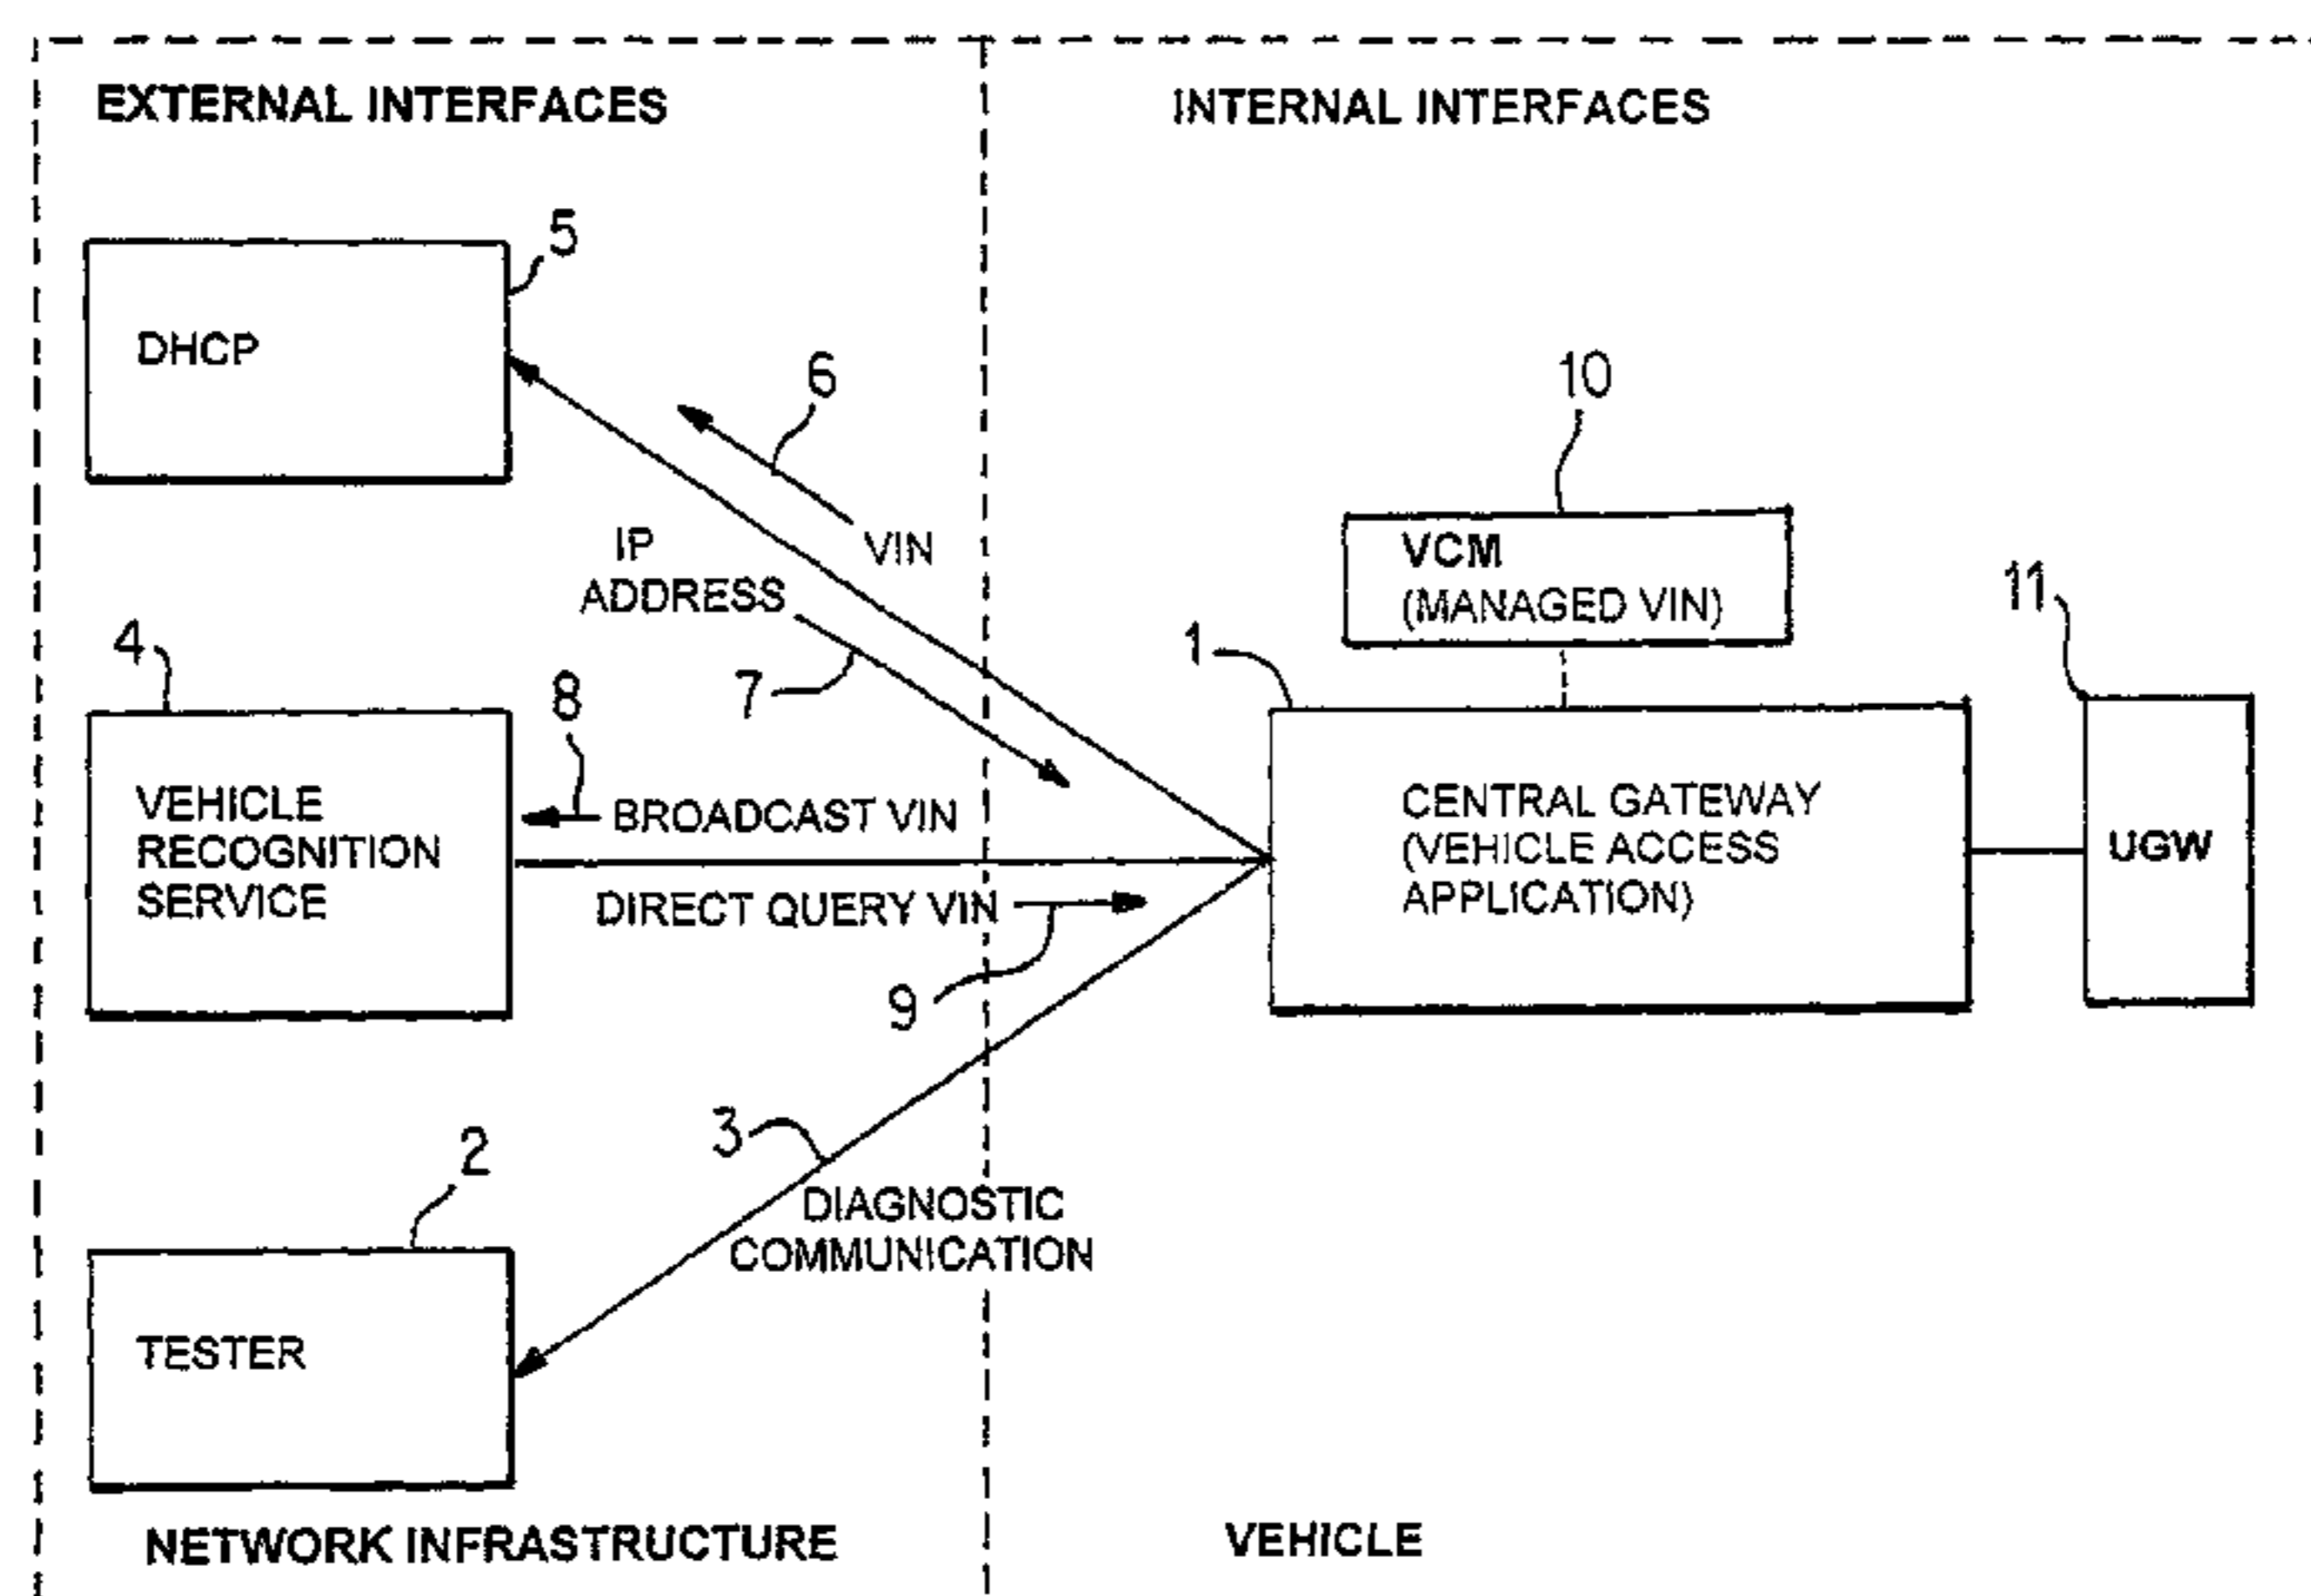 EXTERNAL INTERFACES
INTERNAL INTERFACES
5
DHCP
6
10
VIN
IP
ADDRESS
VCM
(MANAGED VIN)
11
4
7
1
8
VEHICLE
RECOGNITION
SERVICE
BROADCAST VIN
DIRECT QUERY VIN
CENTRAL GATEWAY
(VEHICLE ACCESS
APPLICATION)
UGW
9
3
2
DIAGNOSTIC
COMMUNICATION
TESTER
NETWORK INFRASTRUCTURE
VEHICLE